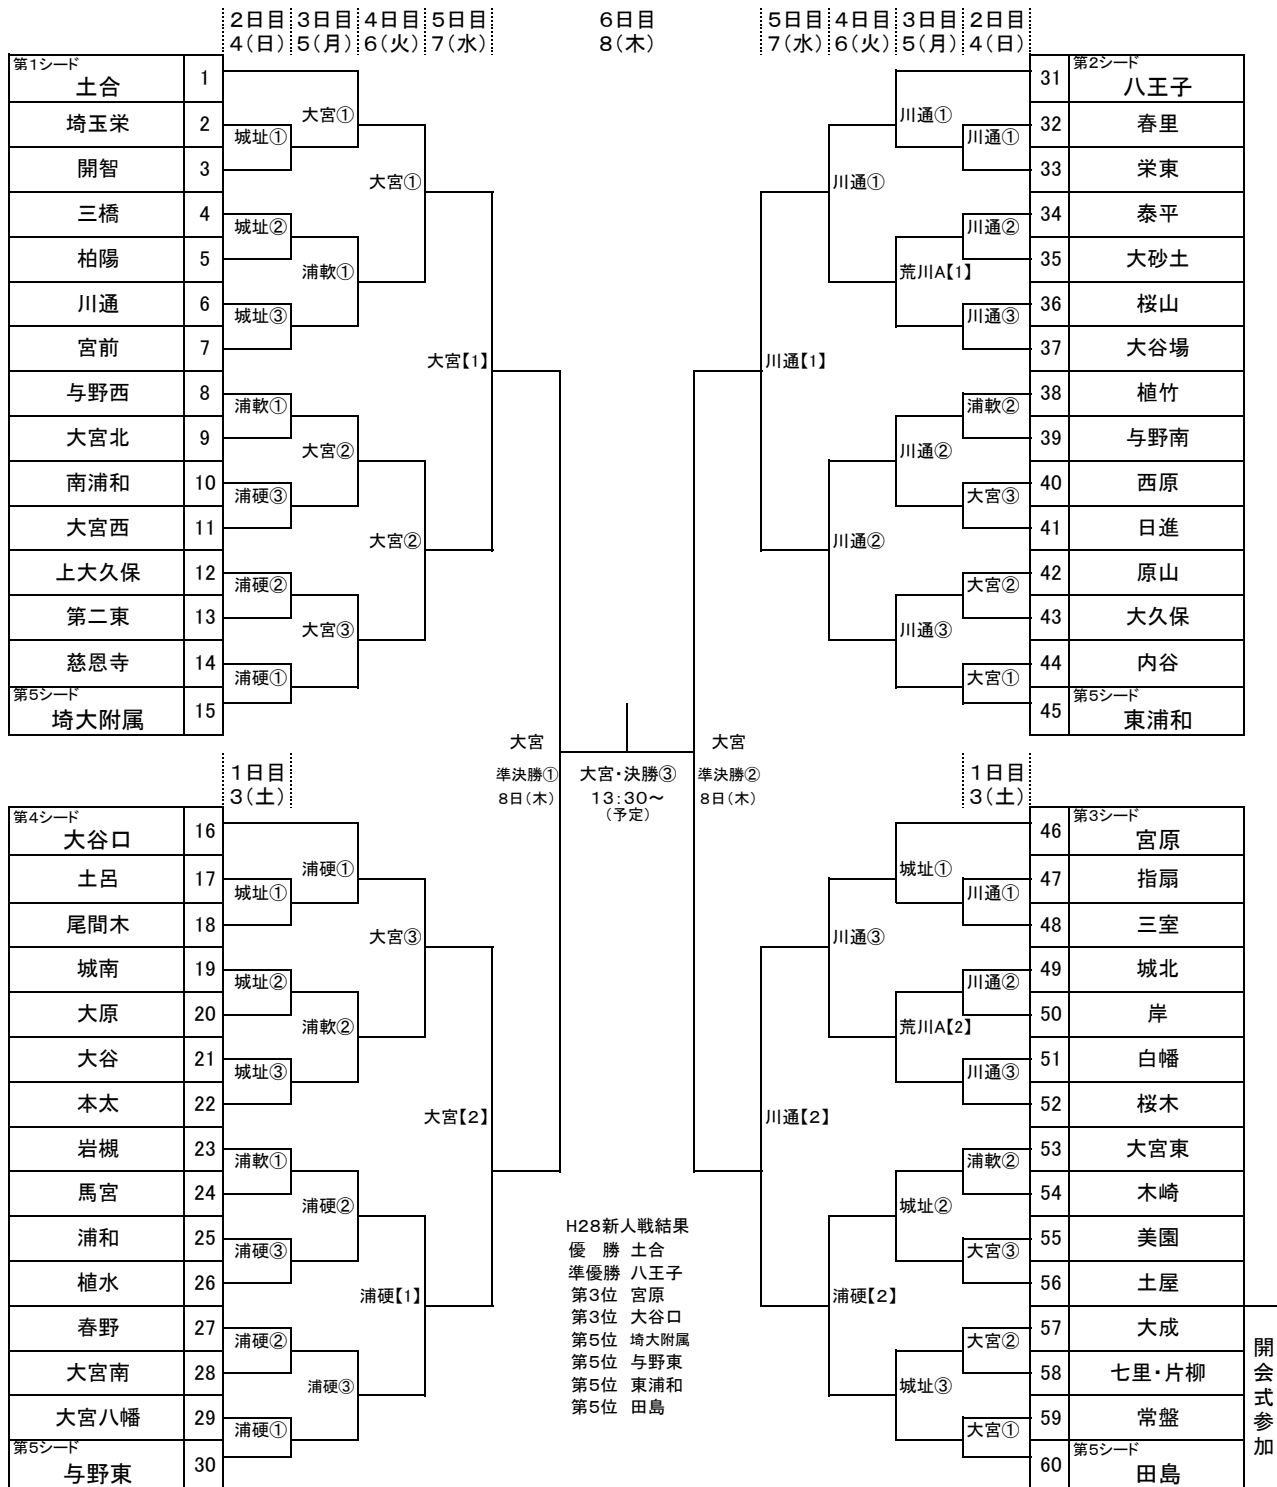 2日目 3日目 4日目 5日目 6日目 5日目 4日目 3日目 2日目
4(日) 5(月) 6(火) 7(水) 8(木) 7(水) 6(火) 5(月) 4(日)
第1シード
土合 1
埼玉栄 2
開智 3
三橋 4
柏陽 5
川通 6
宮前 7
与野西 8
大宮北 9
南浦和 10
大宮西 11
上大久保 12
第二東 13
慈恩寺 14
第5シード
埼大附属 15
城址①
城址②
城址③
浦軟①
浦硬③
浦硬②
浦硬①
大宮①
浦軟①
大宮②
大宮③
大宮①
大宮②
大宮【1】
1日目
3(土)
第4シード
大谷口 16
土呂 17
尾間木 18
城南 19
大原 20
大谷 21
本太 22
岩槻 23
馬宮 24
浦和 25
植水 26
春野 27
大宮南 28
大宮八幡 29
第5シード
与野東 30
城址①
城址②
城址③
浦軟①
浦硬③
浦硬②
浦硬①
浦硬①
浦軟②
浦硬②
浦硬③
大宮③
浦硬【1】
大宮【2】
大宮
準決勝①
8日(木)
大宮・決勝③
13:30~
(予定)
大宮
準決勝②
8日(木)
H28新人戦結果
優 勝 土合
準優勝 八王子
第3位 宮原
第3位 大谷口
第5位 埼大附属
第5位 与野東
第5位 東浦和
第5位 田島
川通【1】
川通①
川通②
川通①
荒川A【1】
川通②
川通③
川通①
川通②
川通③
浦軟②
大宮③
大宮②
大宮①
第2シード
31 八王子
32 春里
33 栄東
34 泰平
35 大砂土
36 桜山
37 大谷場
38 植竹
39 与野南
40 西原
41 日進
42 原山
43 大久保
44 内谷
第5シード
45 東浦和
1日目
3(土)
川通【2】
川通③
浦硬【2】
城址①
荒川A【2】
城址②
城址③
川通①
川通②
川通③
浦軟②
大宮③
大宮②
大宮①
第3シード
46 宮原
47 指扇
48 三室
49 城北
50 岸
51 白幡
52 桜木
53 大宮東
54 木崎
55 美園
56 土屋
57 大成
58 七里・片柳
59 常盤
第5シード
60 田島
開会式参加